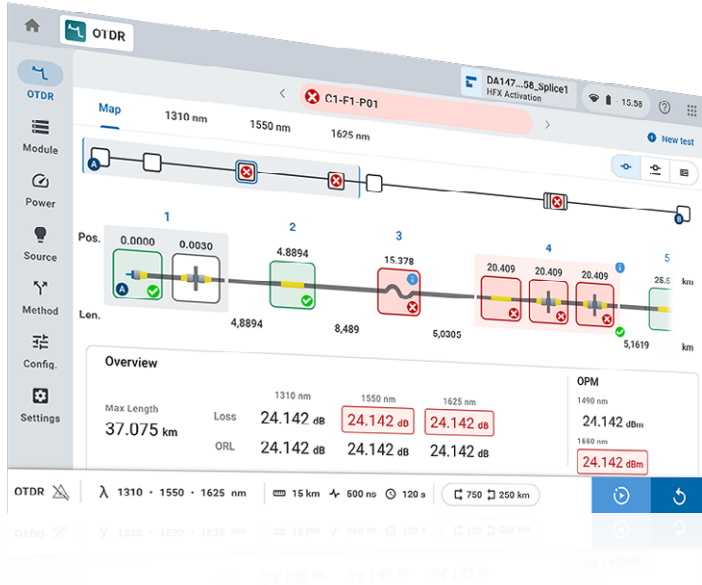 OTDR
DA147...58_Splice1
HFX Activation
15.58
OTDR
C1-F1-P01
New test
Map
1310 nm
1550 nm
1625 nm
Module
Power
Source
Method
Config.
Settings
A
B
1
2
3
4
5
Pos.
0.0000
0.0030
4.8894
15.378
20.409
20.409
20.409
km
A
Len.
4,8894
8,489
5,0305
5,1619
km
Overview
OPM
1310 nm
1550 nm
1625 nm
1490 nm
Max Length
Loss
24.142 dB
24.142 dB
24.142 dB
24.142 dBm
37.075 km
ORL
24.142 dB
24.142 dB
24.142 dB
24.142 dBm
OTDR
λ 1310 · 1550 · 1625 nm
15 km
500 ns
120 s
750
250 km